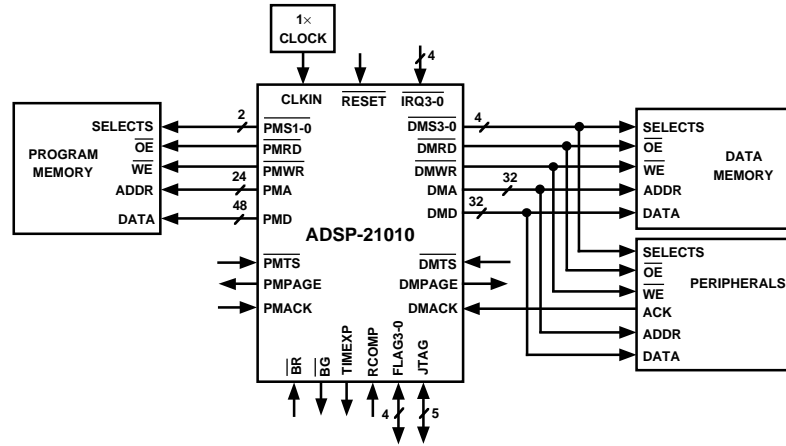 1×
CLOCK
4
CLKIN
RESET
IRQ3-0
PROGRAM
MEMORY
SELECTS
OE
WE
ADDR
DATA
2
24
48
PMS1-0
PMRD
PMWR
PMA
PMD
ADSP-21010
PMTS
PMPAGE
PMACK
DMS3-0
DMRD
DMWR
DMA
DMD
DMTS
DMPAGE
DMACK
4
32
32
SELECTS
OE
WE
ADDR
DATA
DATA
MEMORY
SELECTS
OE
WE
ACK
ADDR
DATA
PERIPHERALS
BR
BG
TIMEXP
RCOMP
FLAG3-0
JTAG
4
5